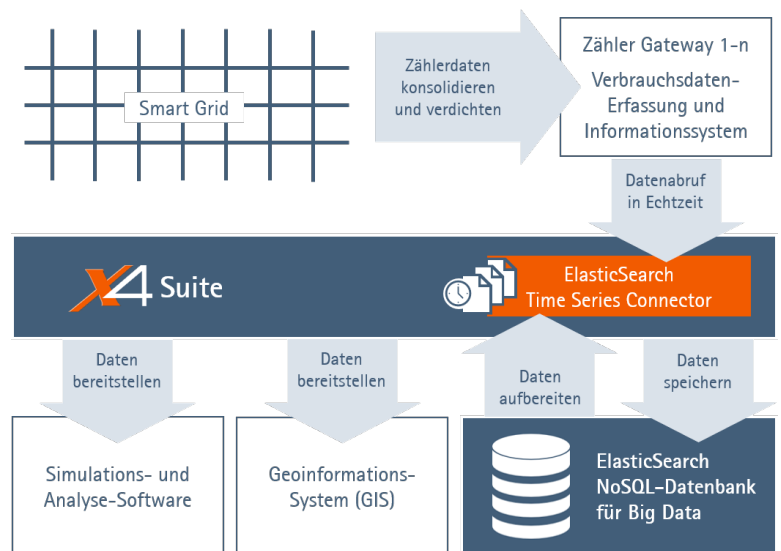 Smart Grid
Zählerdaten
konsolidieren
und verdichten
Zähler Gateway 1-n
Verbrauchsdaten-
Erfassung und
Informationssystem
Datenabruf
in Echtzeit
X4 Suite
ElasticSearch
Time Series Connector
Daten
bereitstellen
Daten
bereitstellen
Daten
aufbereiten
Daten
speichern
Simulations- und
Analyse-Software
Geoinformations-
System (GIS)
ElasticSearch
NoSQL-Datenbank
für Big Data